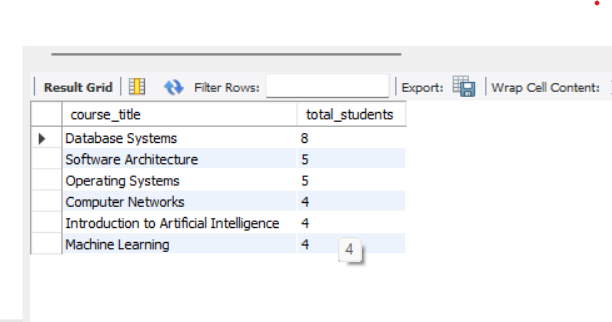 Result Grid Filter Rows: Export: Wrap Cell Content:
course_title total_students
Database Systems 8
Software Architecture 5
Operating Systems 5
Computer Networks 4
Introduction to Artificial Intelligence 4
Machine Learning 4
4